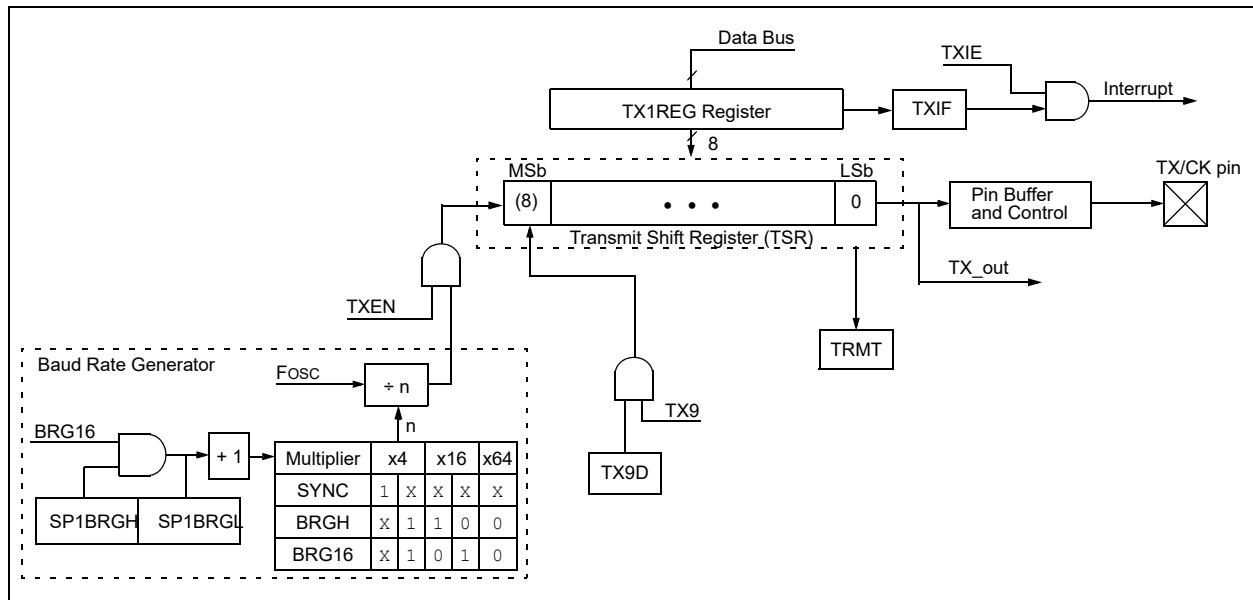 Data Bus
TXIE
Interrupt
TX1REG Register
TXIF
8
MSb
LSb
TX/CK pin
(8)
• • •
0
Pin Buffer
and Control
Transmit Shift Register (TSR)
TX_out
TXEN
TRMT
Baud Rate Generator
FOSC
÷ n
TX9
n
BRG16
+ 1
Multiplier x4 x16 x64
SYNC 1 X X X X
BRGH X 1 1 0 0
BRG16 X 1 0 1 0
SP1BRGH SP1BRGL
TX9D